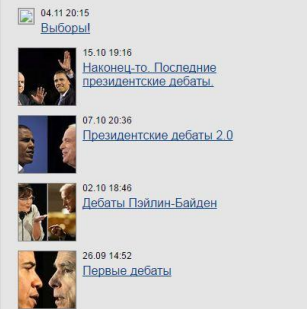 04.11 20:15
Выборы!
15.10 19:16
Наконец-то. Последние
президентские дебаты.
07.10 20:36
Президентские дебаты 2.0
02.10 18:46
Дебаты Пэйлин-Байден
26.09 14:52
Первые дебаты